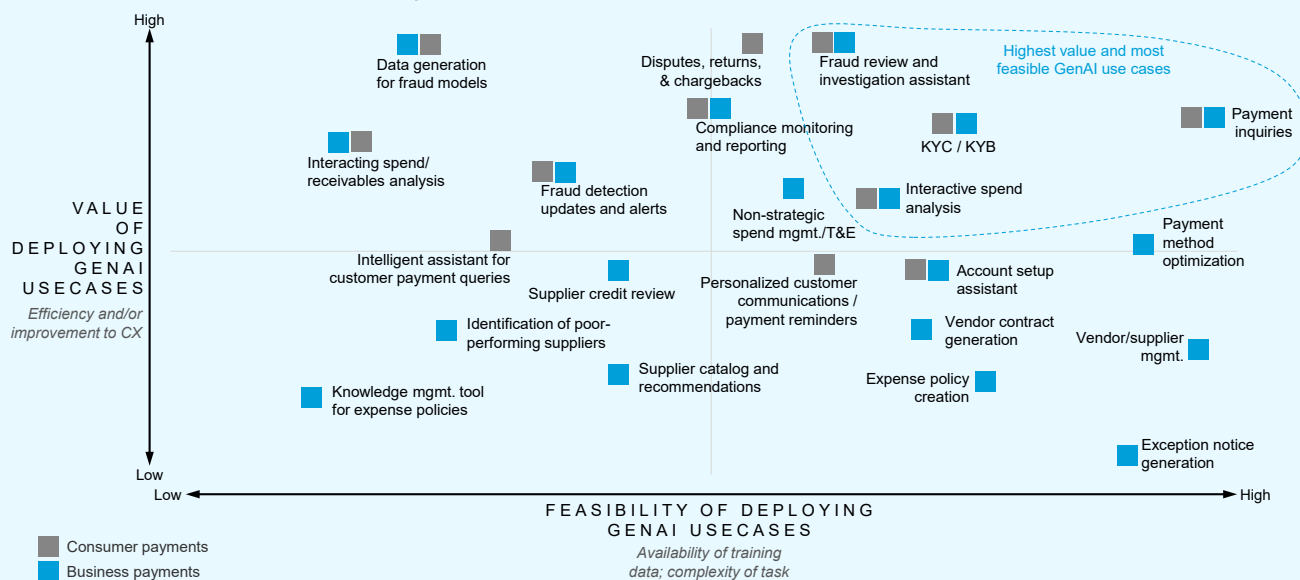 High
Data generation
for fraud models
Disputes, returns,
& chargebacks
Fraud review and
investigation assistant
Highest value and most
feasible GenAI use cases
Compliance monitoring
and reporting
KYC / KYB
Payment
inquiries
Interacting spend/
receivables analysis
Fraud detection
updates and alerts
Interactive spend
analysis
Non-strategic
spend mgmt./T&E
VALUE
OF
DEPLOYING
GENAI
USECASES
Efficiency and/or
improvement to CX
Payment
method
optimization
Intelligent assistant for
customer payment queries
Supplier credit review
Personalized customer
communications /
payment reminders
Account setup
assistant
Identification of poor-
performing suppliers
Vendor contract
generation
Vendor/supplier
mgmt.
Supplier catalog and
recommendations
Expense policy
creation
Knowledge mgmt. tool
for expense policies
Exception notice
generation
Low
Low
High
FEASIBILITY OF DEPLOYING
GENAI USECASES
Availability of training
data; complexity of task
Consumer payments
Business payments